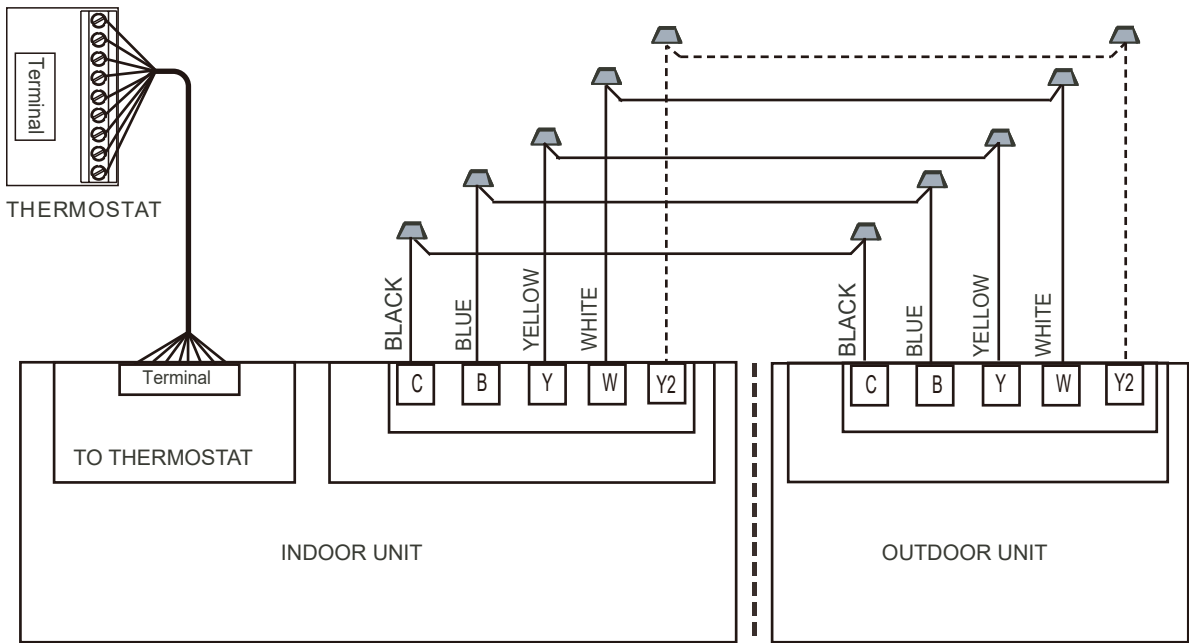 Terminal
THERMOSTAT
BLACK
BLUE
YELLOW
WHITE
BLACK
BLUE
YELLOW
WHITE
Terminal
C B Y W Y2
C B Y W Y2
TO THERMOSTAT
INDOOR UNIT
OUTDOOR UNIT